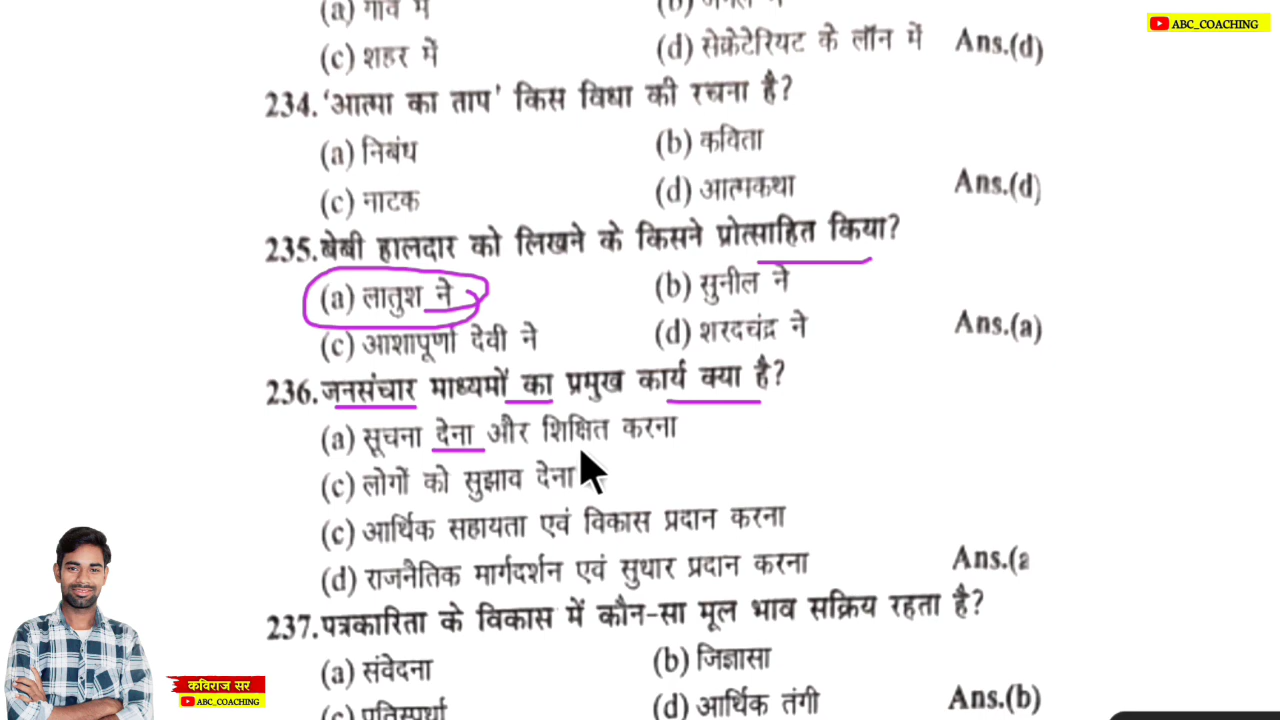 (a) गाँव में
ABC_COACHING
(c) शहर में (d) सेक्रेटेरियट के लॉन में Ans.(d)
234. 'आत्मा का ताप' किस विधा की रचना है?
(a) निबंध (b) कविता
(c) नाटक (d) आत्मकथा Ans.(d)
235. बेबी हालदार को लिखने के किसने प्रोत्साहित किया?
(a) लातुश ने (b) सुनील ने
(c) आशापूर्णा देवी ने (d) शरदचंद्र ने Ans.(a)
236. जनसंचार माध्यमों का प्रमुख कार्य क्या है?
(a) सूचना देना और शिक्षित करना
(c) लोगों को सुझाव देना
(c) आर्थिक सहायता एवं विकास प्रदान करना
(d) राजनैतिक मार्गदर्शन एवं सुधार प्रदान करना Ans.(a
237. पत्रकारिता के विकास में कौन-सा मूल भाव सक्रिय रहता है?
(a) संवेदना (b) जिज्ञासा
(c) प्रतिस्पर्धा (d) आर्थिक तंगी Ans.(b)
कविराज सर
ABC_COACHING